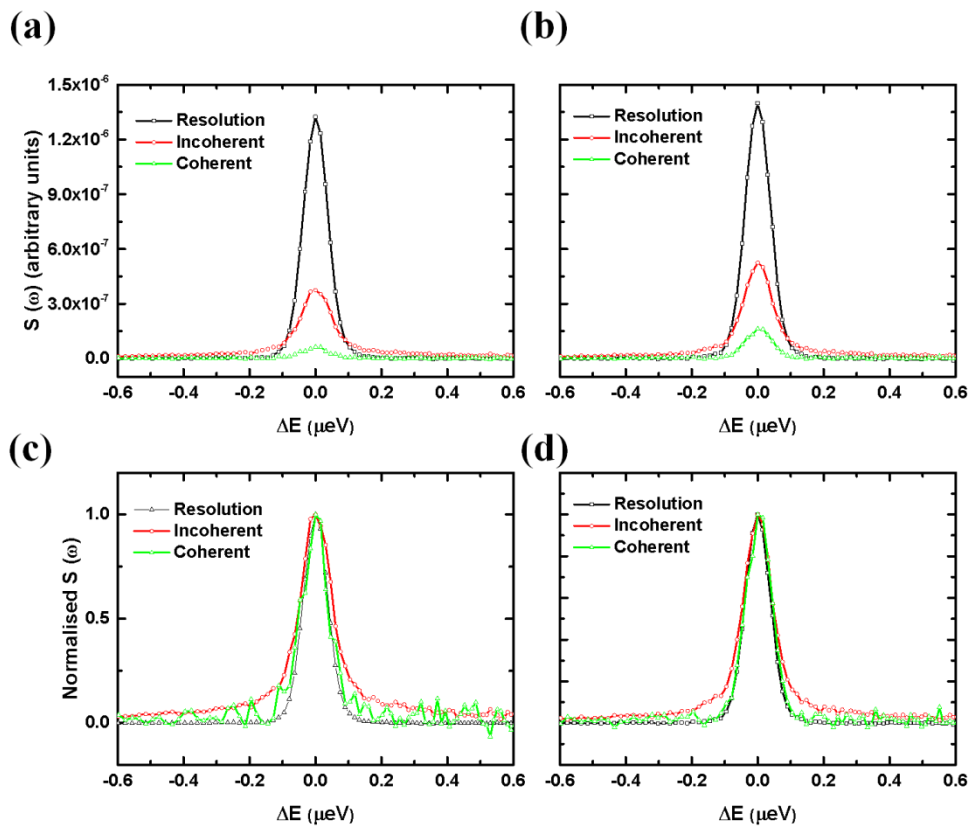 (a)
S (ω) (arbitrary units)
1.5x10⁻⁶
1.2x10⁻⁶
9.0x10⁻⁷
6.0x10⁻⁷
3.0x10⁻⁷
0.0
Resolution
Incoherent
Coherent
-0.6 -0.4 -0.2 0.0 0.2 0.4 0.6
ΔE (μeV)
(b)
Resolution
Incoherent
Coherent
-0.6 -0.4 -0.2 0.0 0.2 0.4 0.6
ΔE (μeV)
(c)
Normalised S (ω)
1.0
0.5
0.0
Resolution
Incoherent
Coherent
-0.6 -0.4 -0.2 0.0 0.2 0.4 0.6
ΔE (μeV)
(d)
Resolution
Incoherent
Coherent
-0.6 -0.4 -0.2 0.0 0.2 0.4 0.6
ΔE (μeV)